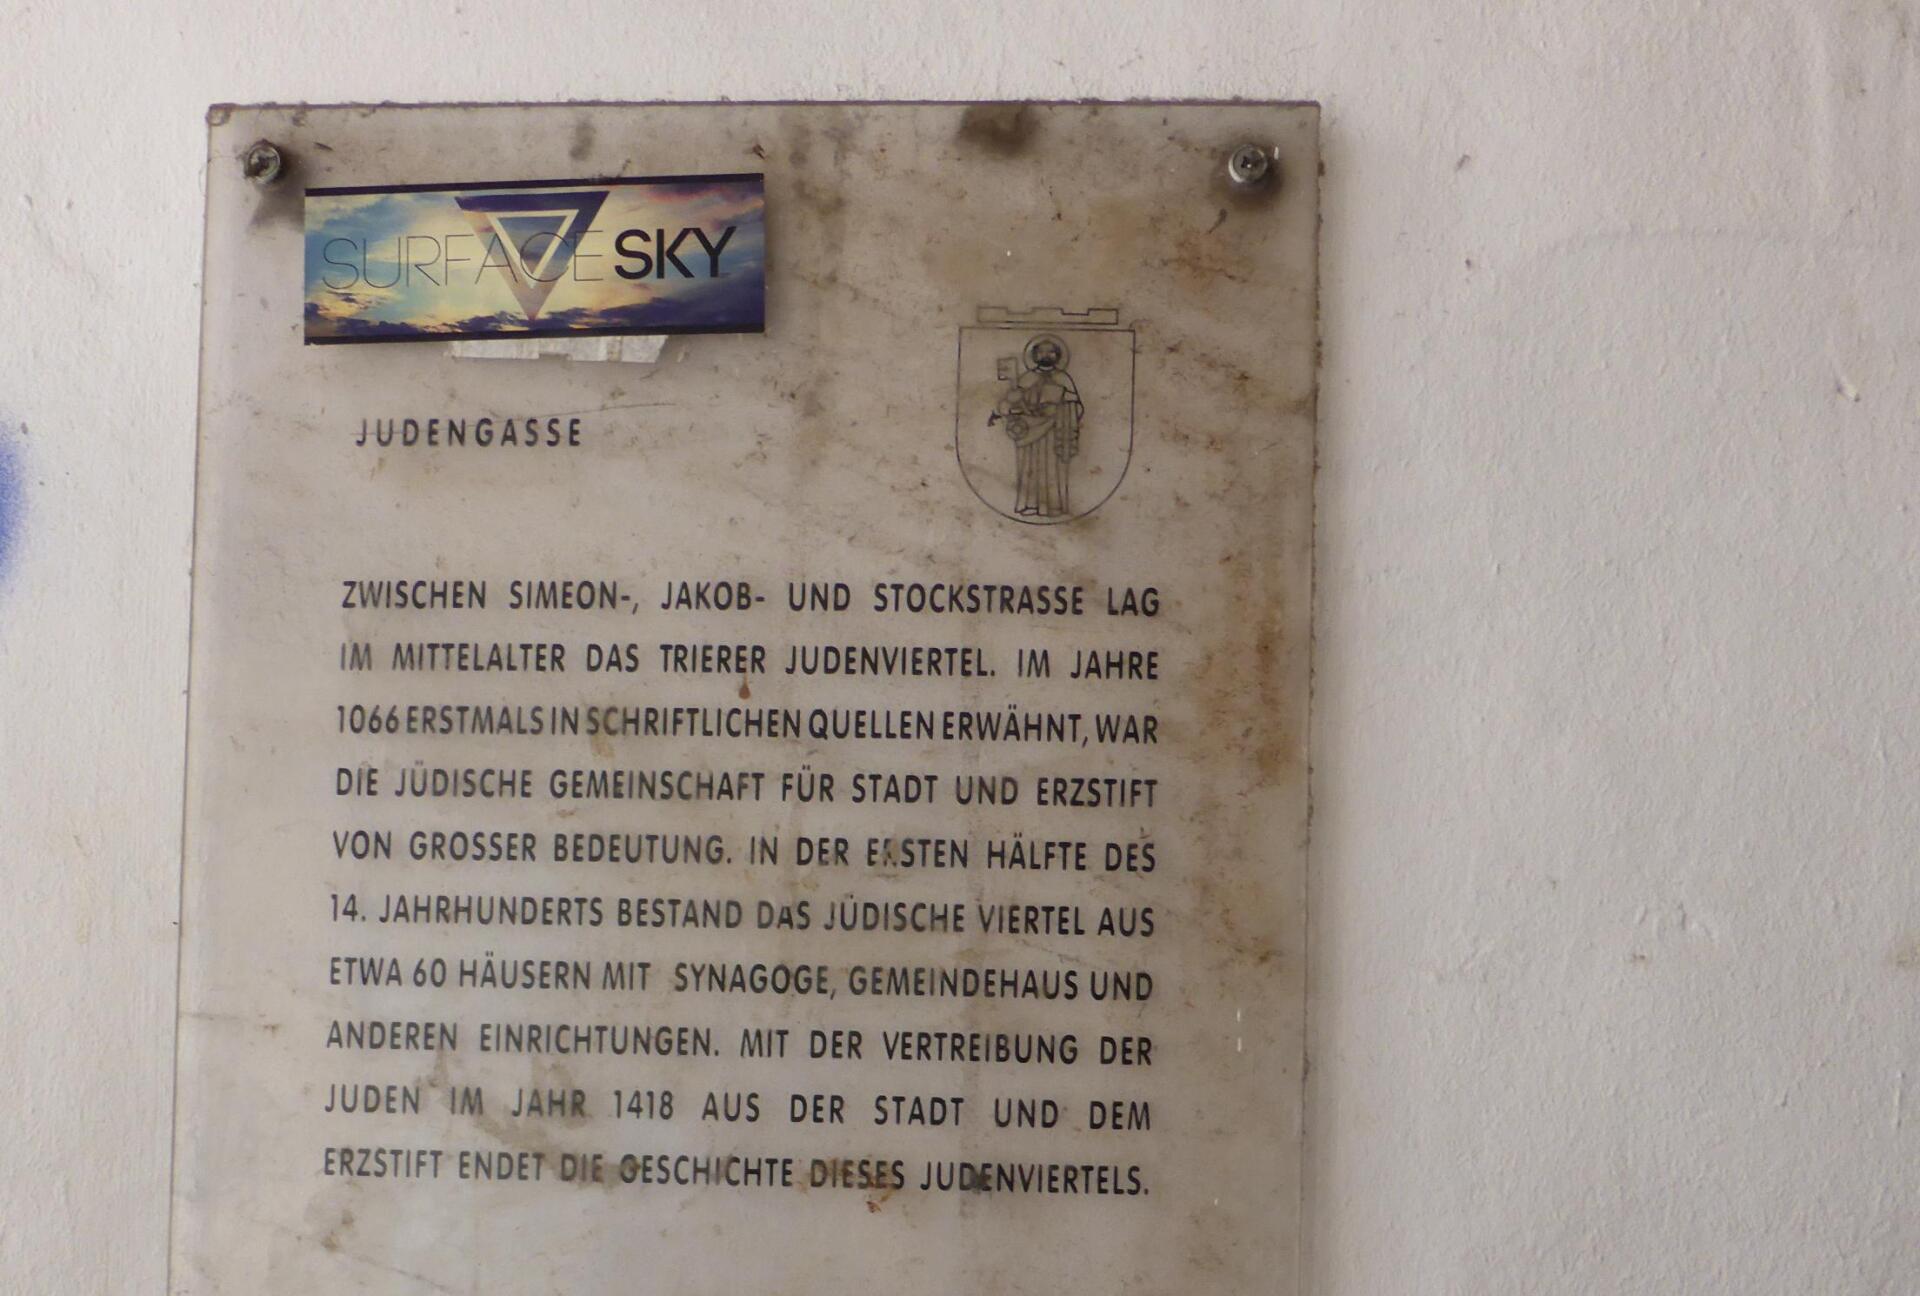 SURFACE SKY
JUDENGASSE
ZWISCHEN SIMEON-, JAKOB- UND STOCKSTRASSE LAG
IM MITTELALTER DAS TRIERER JUDENVIERTEL. IM JAHRE
1066 ERSTMALS IN SCHRIFTLICHEN QUELLEN ERWÄHNT, WAR
DIE JÜDISCHE GEMEINSCHAFT FÜR STADT UND ERZSTIFT
VON GROSSER BEDEUTUNG. IN DER ERSTEN HÄLFTE DES
14. JAHRHUNDERTS BESTAND DAS JÜDISCHE VIERTEL AUS
ETWA 60 HÄUSERN MIT SYNAGOGE, GEMEINDEHAUS UND
ANDEREN EINRICHTUNGEN. MIT DER VERTREIBUNG DER
JUDEN IM JAHR 1418 AUS DER STADT UND DEM
ERZSTIFT ENDET DIE GESCHICHTE DIESES JUDENVIERTELS.